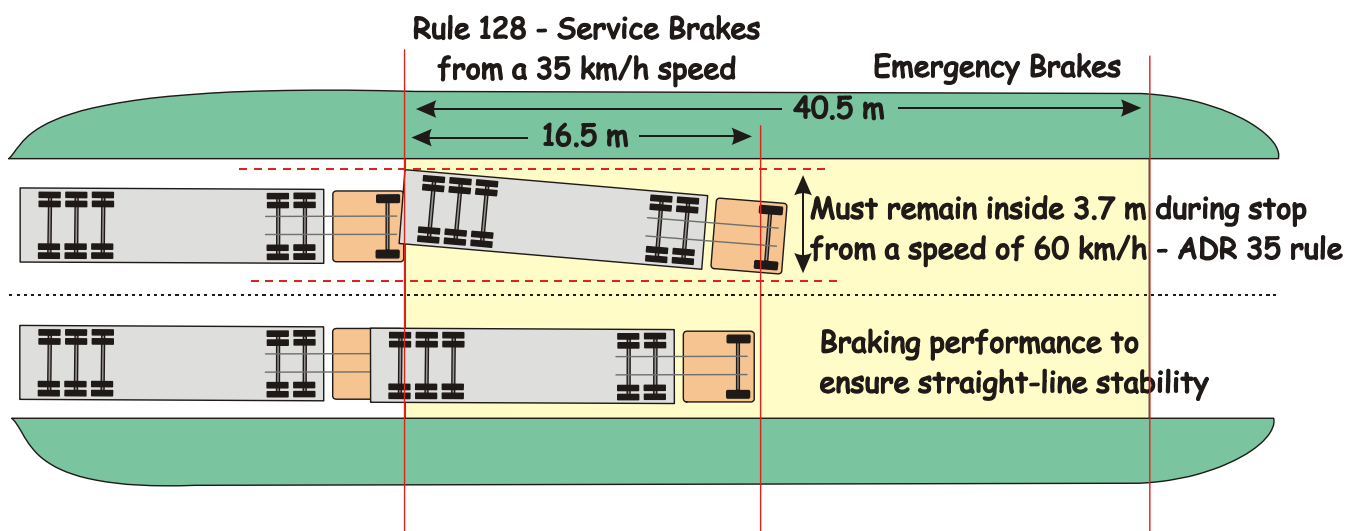 Rule 128 - Service Brakes
from a 35 km/h speed
Emergency Brakes
40.5 m
16.5 m
Must remain inside 3.7 m during stop
from a speed of 60 km/h - ADR 35 rule
Braking performance to
ensure straight-line stability